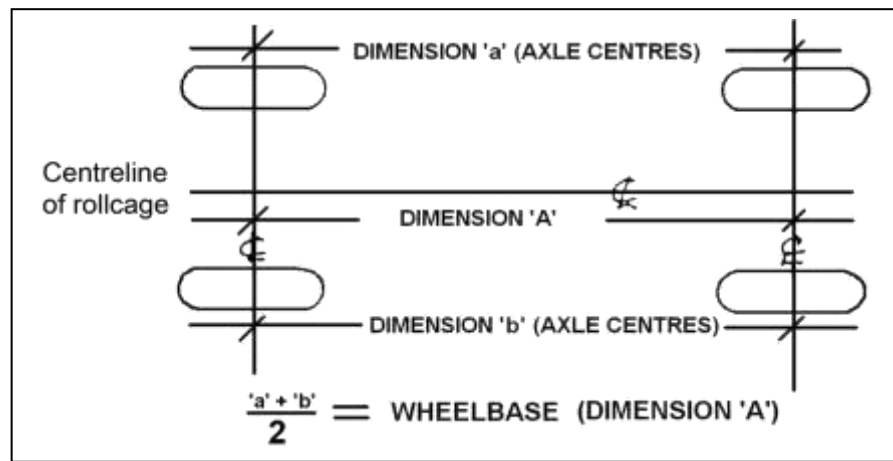 DIMENSION 'a' (AXLE CENTRES)
Centreline
of rollcage
DIMENSION 'A'
DIMENSION 'b' (AXLE CENTRES)
'a' + 'b'
2
= WHEELBASE (DIMENSION 'A')